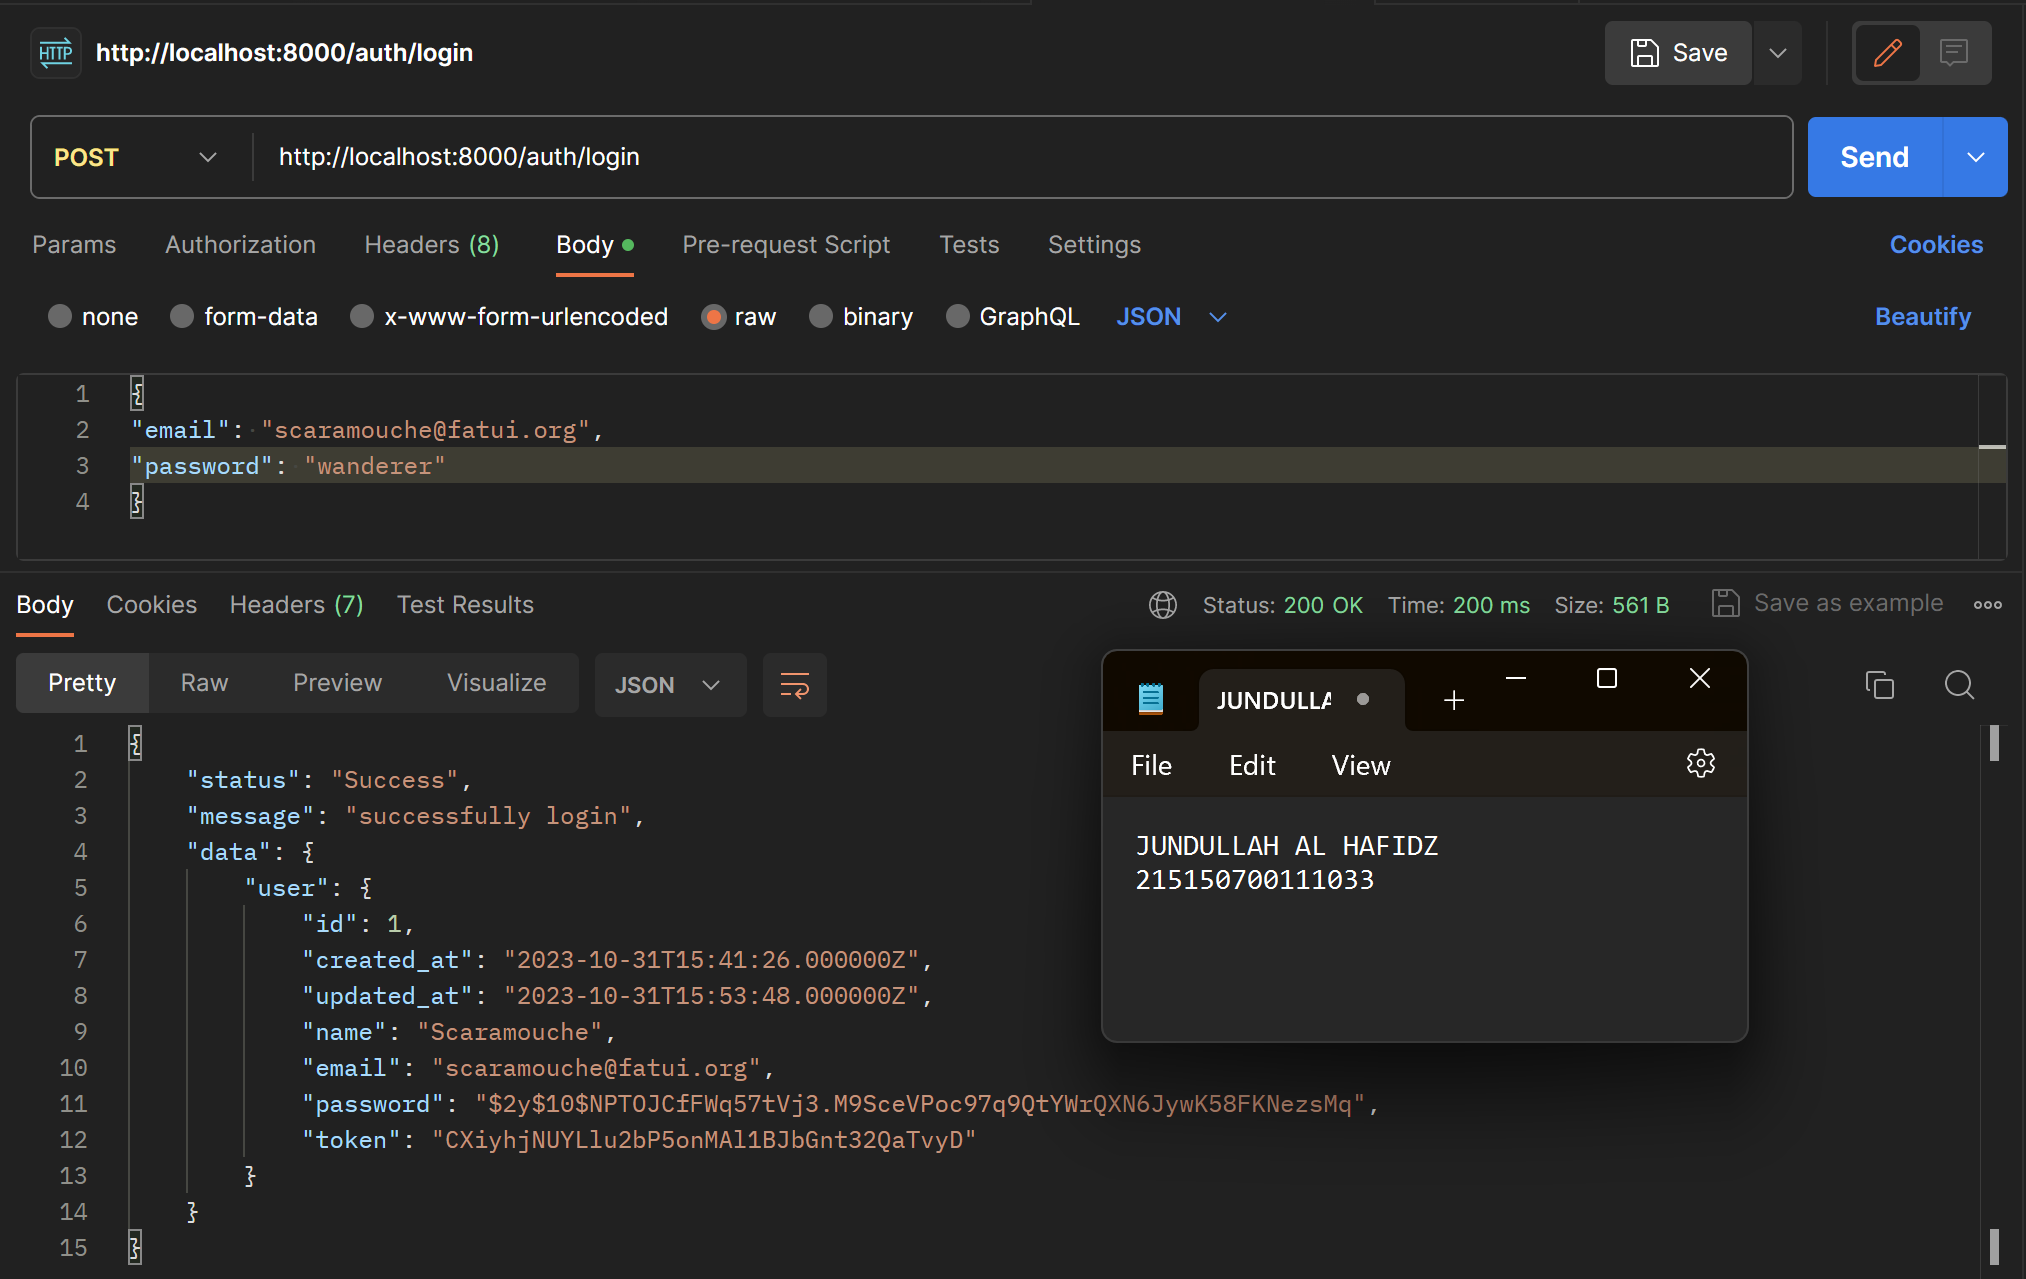 HTTP http://localhost:8000/auth/login Save
POST http://localhost:8000/auth/login Send
Params Authorization Headers (8) Body Pre-request Script Tests Settings Cookies
none form-data x-www-form-urlencoded raw binary GraphQL JSON Beautify
1 {
2 "email": "scaramouche@fatui.org",
3 "password": "wanderer"
4 }
Body Cookies Headers (7) Test Results Status: 200 OK Time: 200 ms Size: 561 B Save as example
Pretty Raw Preview Visualize JSON
1 {
2 "status": "Success",
3 "message": "successfully login",
4 "data": {
5 "user": {
6 "id": 1,
7 "created_at": "2023-10-31T15:41:26.000000Z",
8 "updated_at": "2023-10-31T15:53:48.000000Z",
9 "name": "Scaramouche",
10 "email": "scaramouche@fatui.org",
11 "password": "$2y$10$NPTOJCfFWq57tVj3.M9SceVPoc97q9QtYWrQXN6JywK58FKNezsMq",
12 "token": "CXiyhjNUYLlu2bP5onMAl1BJbGnt32QaTvyD"
13 }
14 }
15 }
JUNDULLA
File Edit View
JUNDULLAH AL HAFIDZ
215150700111033